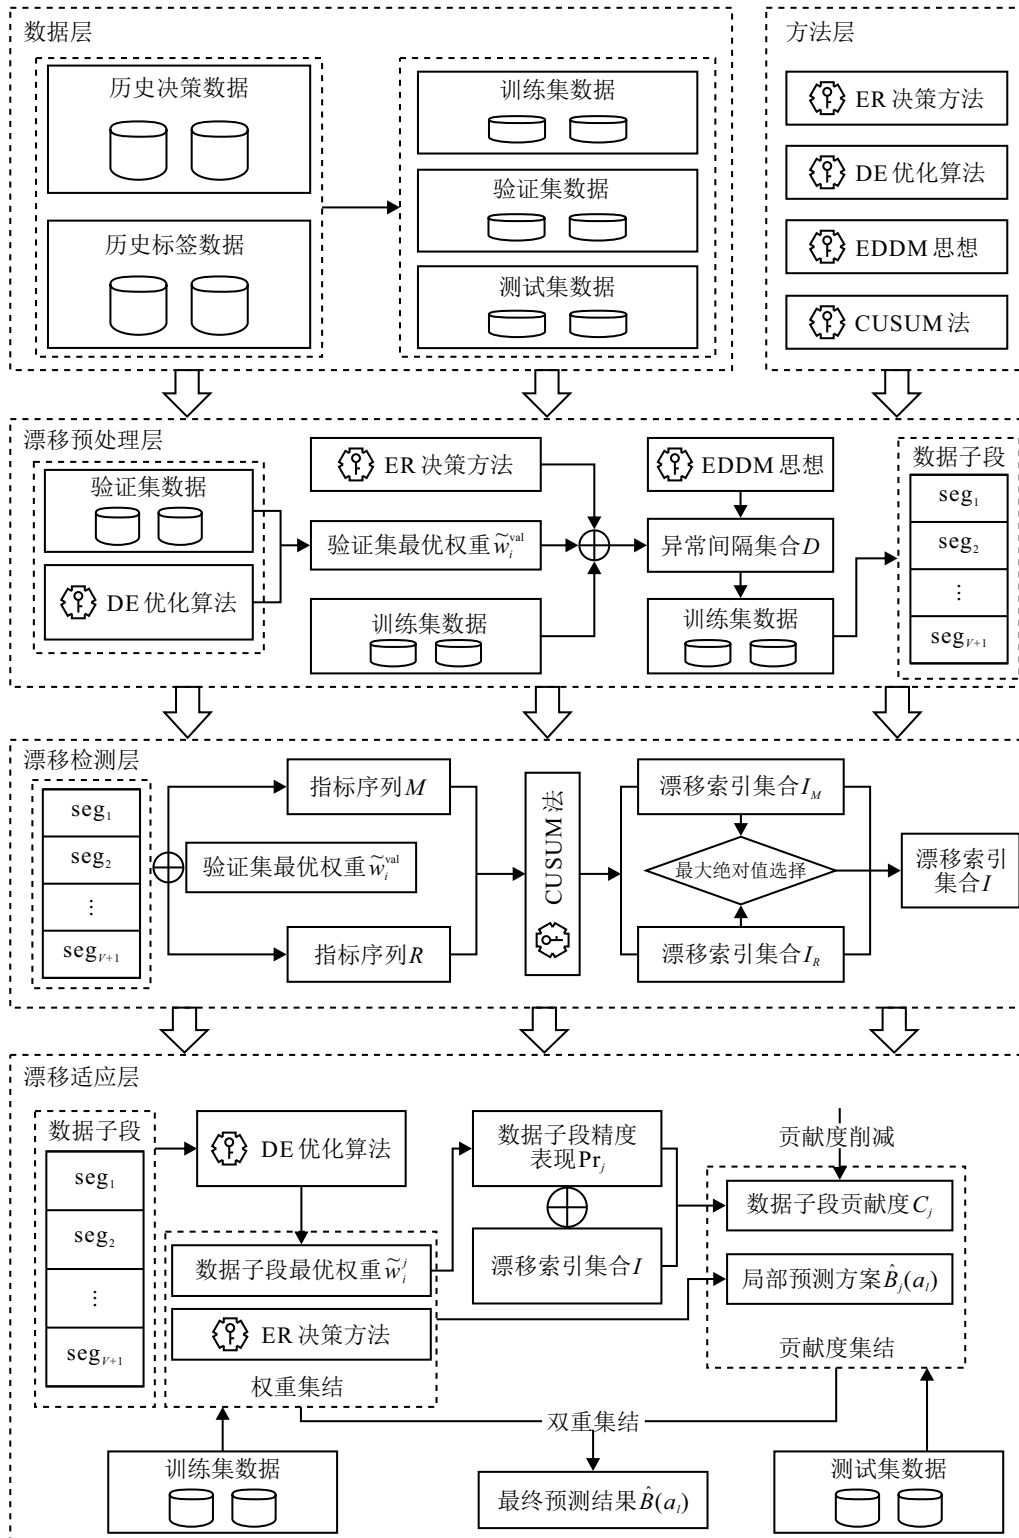 数据层
历史决策数据
历史标签数据
训练集数据
验证集数据
测试集数据
方法层
ER 决策方法
DE 优化算法
EDDM 思想
CUSUM 法
漂移预处理层
验证集数据
DE 优化算法
ER 决策方法
验证集最优权重 w̃ᵢᵛᵃˡ
训练集数据
EDDM 思想
异常间隔集合 D
训练集数据
数据子段
seg₁
seg₂
⋮
seg_{V+1}
漂移检测层
seg₁
seg₂
⋮
seg_{V+1}
指标序列 M
验证集最优权重 w̃ᵢᵛᵃˡ
指标序列 R
CUSUM 法
漂移索引集合 I_M
最大绝对值选择
漂移索引集合 I_R
漂移索引
集合 I
漂移适应层
数据子段
seg₁
seg₂
⋮
seg_{V+1}
DE 优化算法
数据子段最优权重 w̃ᵢʲ
ER 决策方法
权重集结
数据子段精度
表现 Pr_j
漂移索引集合 I
贡献度削减
数据子段贡献度 C_j
局部预测方案 B̂_j(a_l)
贡献度集结
双重集结
训练集数据
最终预测结果 B̂(a_l)
测试集数据